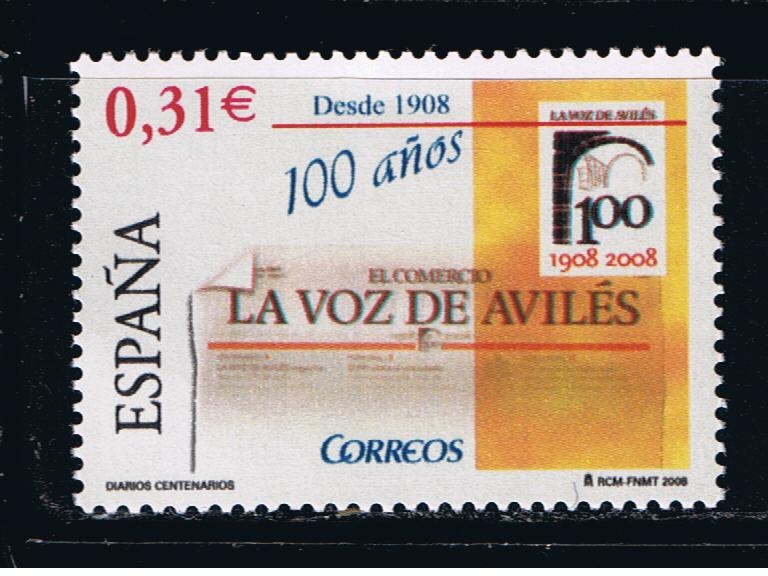 0,31€
Desde 1908
100 años
LA VOZ DE AVILÉS
100
1908 2008
ESPAÑA
EL COMERCIO
LA VOZ DE AVILÉS
CORREOS
DIARIOS CENTENARIOS
RCM-FNMT 2008